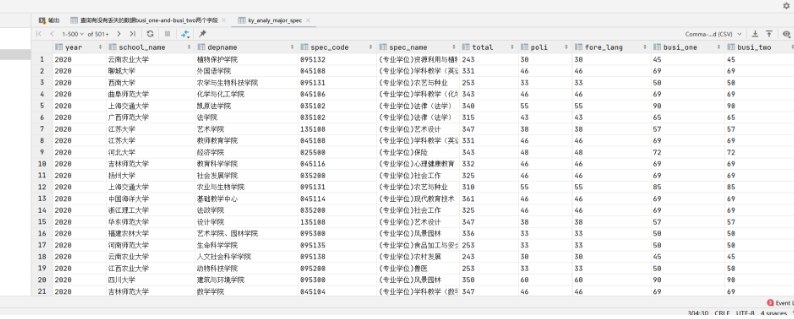 输出 查询有没有丢失的数据busi_one-and-busi_two两个字段 ky_analy_major_spec
1-500 of 501+ Comma-...d (CSV)
year school_name depname spec_code spec_name total poli fore_lang busi_one busi_two
1 2020 云南农业大学 植物保护学院 095132 (专业学位)资源利用与植 243 30 30 45 45
2 2020 聊城大学 外国语学院 045108 (专业学位)学科教学(英语 331 46 46 69 69
3 2020 西南大学 农学与生物科技学院 095131 (专业学位)农艺与种业 253 33 33 50 50
4 2020 曲阜师范大学 化学与化工学院 045106 (专业学位)学科教学(化 343 46 46 69 69
5 2020 上海交通大学 凯原法学院 035102 (专业学位)法律(法学) 340 55 55 90 90
6 2020 广西师范大学 法学院 035102 (专业学位)法律(法学) 315 43 43 65 65
7 2020 江苏大学 艺术学院 135108 (专业学位)艺术设计 347 38 38 57 57
8 2020 江苏大学 教师教育学院 045108 (专业学位)学科教学(英语 331 46 46 69 69
9 2020 河北大学 经济学院 025500 (专业学位)保险 343 48 48 72 72
10 2020 吉林师范大学 教育科学学院 045116 (专业学位)心理健康教育 332 46 46 69 69
11 2020 扬州大学 社会发展学院 035200 (专业学位)社会工作 325 46 46 69 69
12 2020 上海交通大学 农业与生物学院 095131 (专业学位)农艺与种业 310 55 55 85 85
13 2020 中国海洋大学 基础教学中心 045114 (专业学位)现代教育技术 361 46 46 69 69
14 2020 浙江理工大学 法政学院 035200 (专业学位)社会工作 325 46 46 69 69
15 2020 华东师范大学 设计学院 135108 (专业学位)艺术设计 347 38 38 57 57
16 2020 福建农林大学 艺术学院、园林学院 095300 (专业学位)风景园林 336 33 33 50 50
17 2020 河南师范大学 生命科学学院 095135 (专业学位)食品加工与安全 253 33 33 50 50
18 2020 云南农业大学 人文社会科学学院 095138 (专业学位)农村发展 243 30 30 45 45
19 2020 江西农业大学 动物科技学院 095200 (专业学位)兽医 253 33 33 50 50
20 2020 四川大学 建筑与环境学院 095300 (专业学位)风景园林 350 60 60 90 90
21 2020 吉林师范大学 数学学院 045104 (专业学位)学科教学(数学 347 46 46 69 69
Event L
304:30 CRLF UTF-8 4 spaces